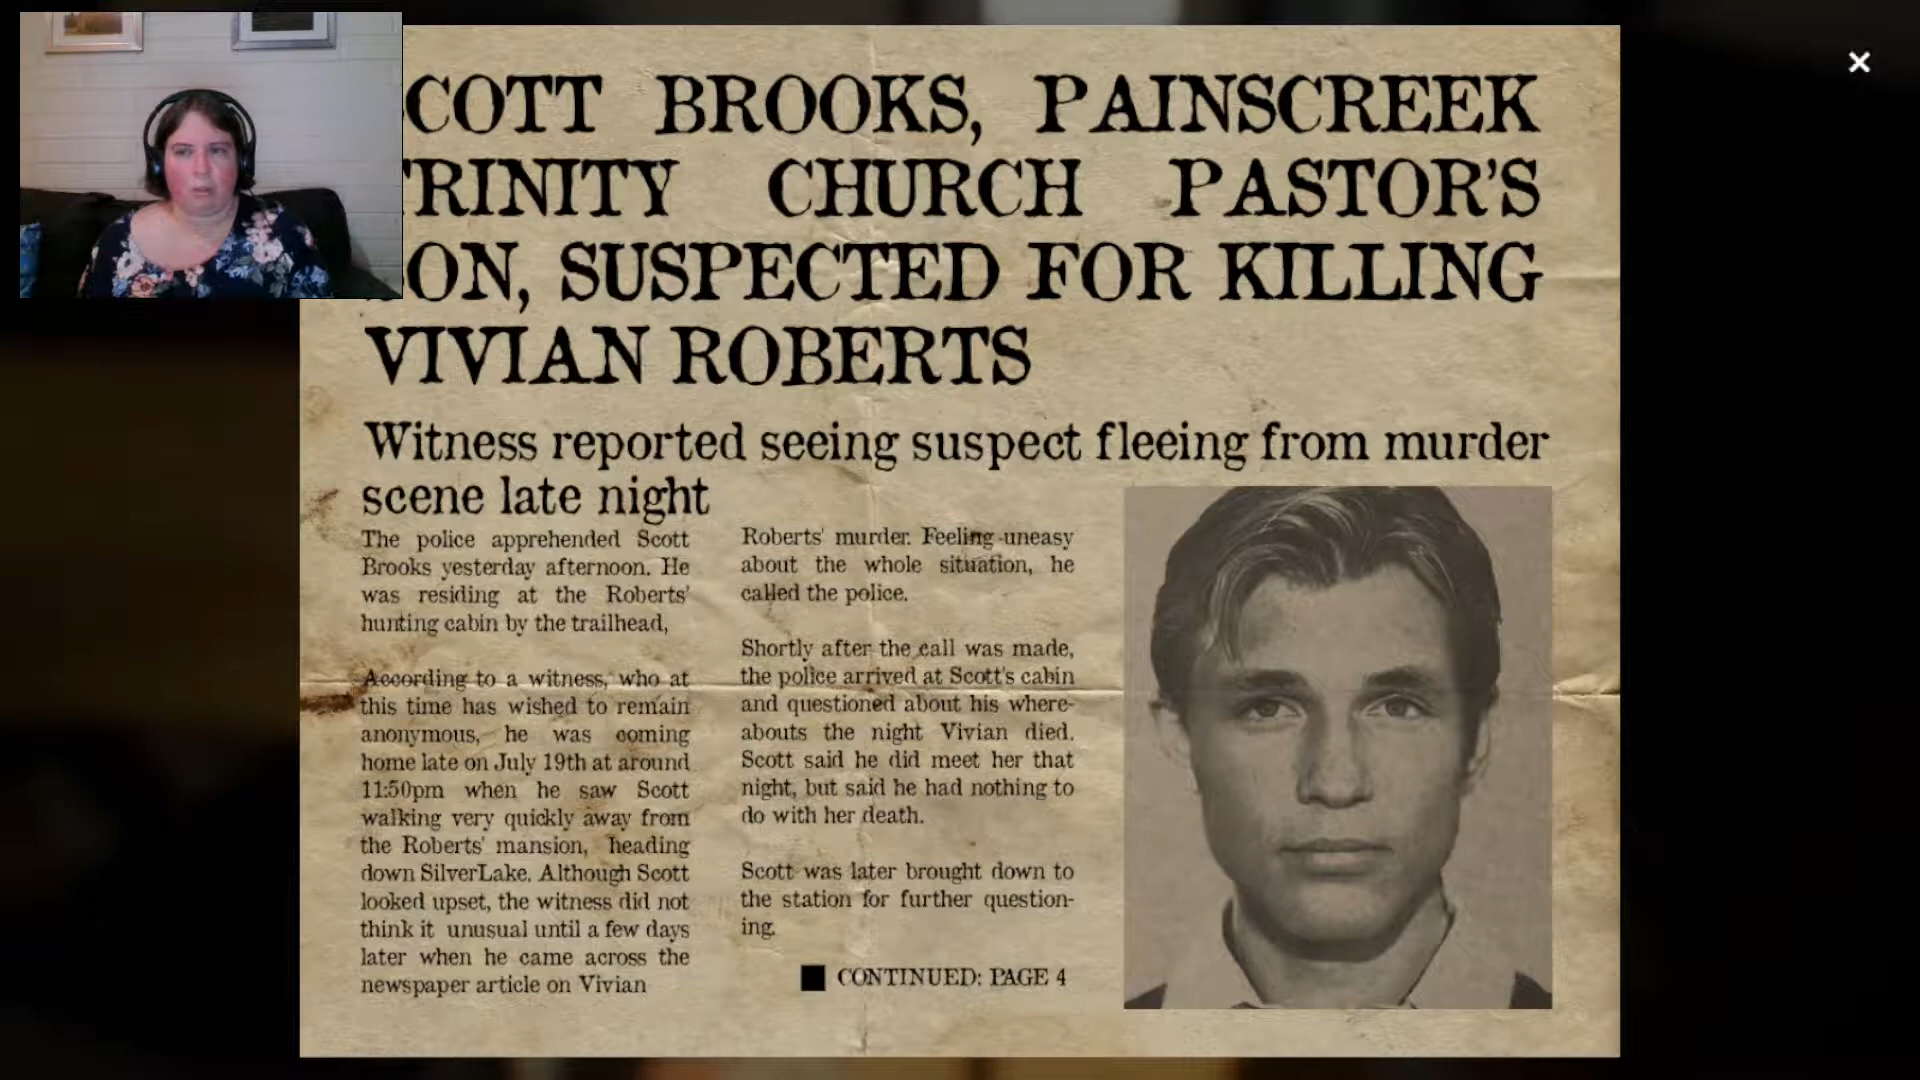 COTT BROOKS, PAINSCREEK
TRINITY CHURCH PASTOR'S
SON, SUSPECTED FOR KILLING
VIVIAN ROBERTS
Witness reported seeing suspect fleeing from murder
scene late night
The police apprehended Scott
Brooks yesterday afternoon. He
was residing at the Roberts'
hunting cabin by the trailhead,
According to a witness, who at
this time has wished to remain
anonymous, he was coming
home late on July 19th at around
11:50pm when he saw Scott
walking very quickly away from
the Roberts' mansion, heading
down SilverLake. Although Scott
looked upset, the witness did not
think it unusual until a few days
later when he came across the
newspaper article on Vivian
Roberts' murder. Feeling uneasy
about the whole situation, he
called the police.
Shortly after the call was made,
the police arrived at Scott's cabin
and questioned about his where-
abouts the night Vivian died.
Scott said he did meet her that
night, but said he had nothing to
do with her death.
Scott was later brought down to
the station for further question-
ing.
CONTINUED: PAGE 4